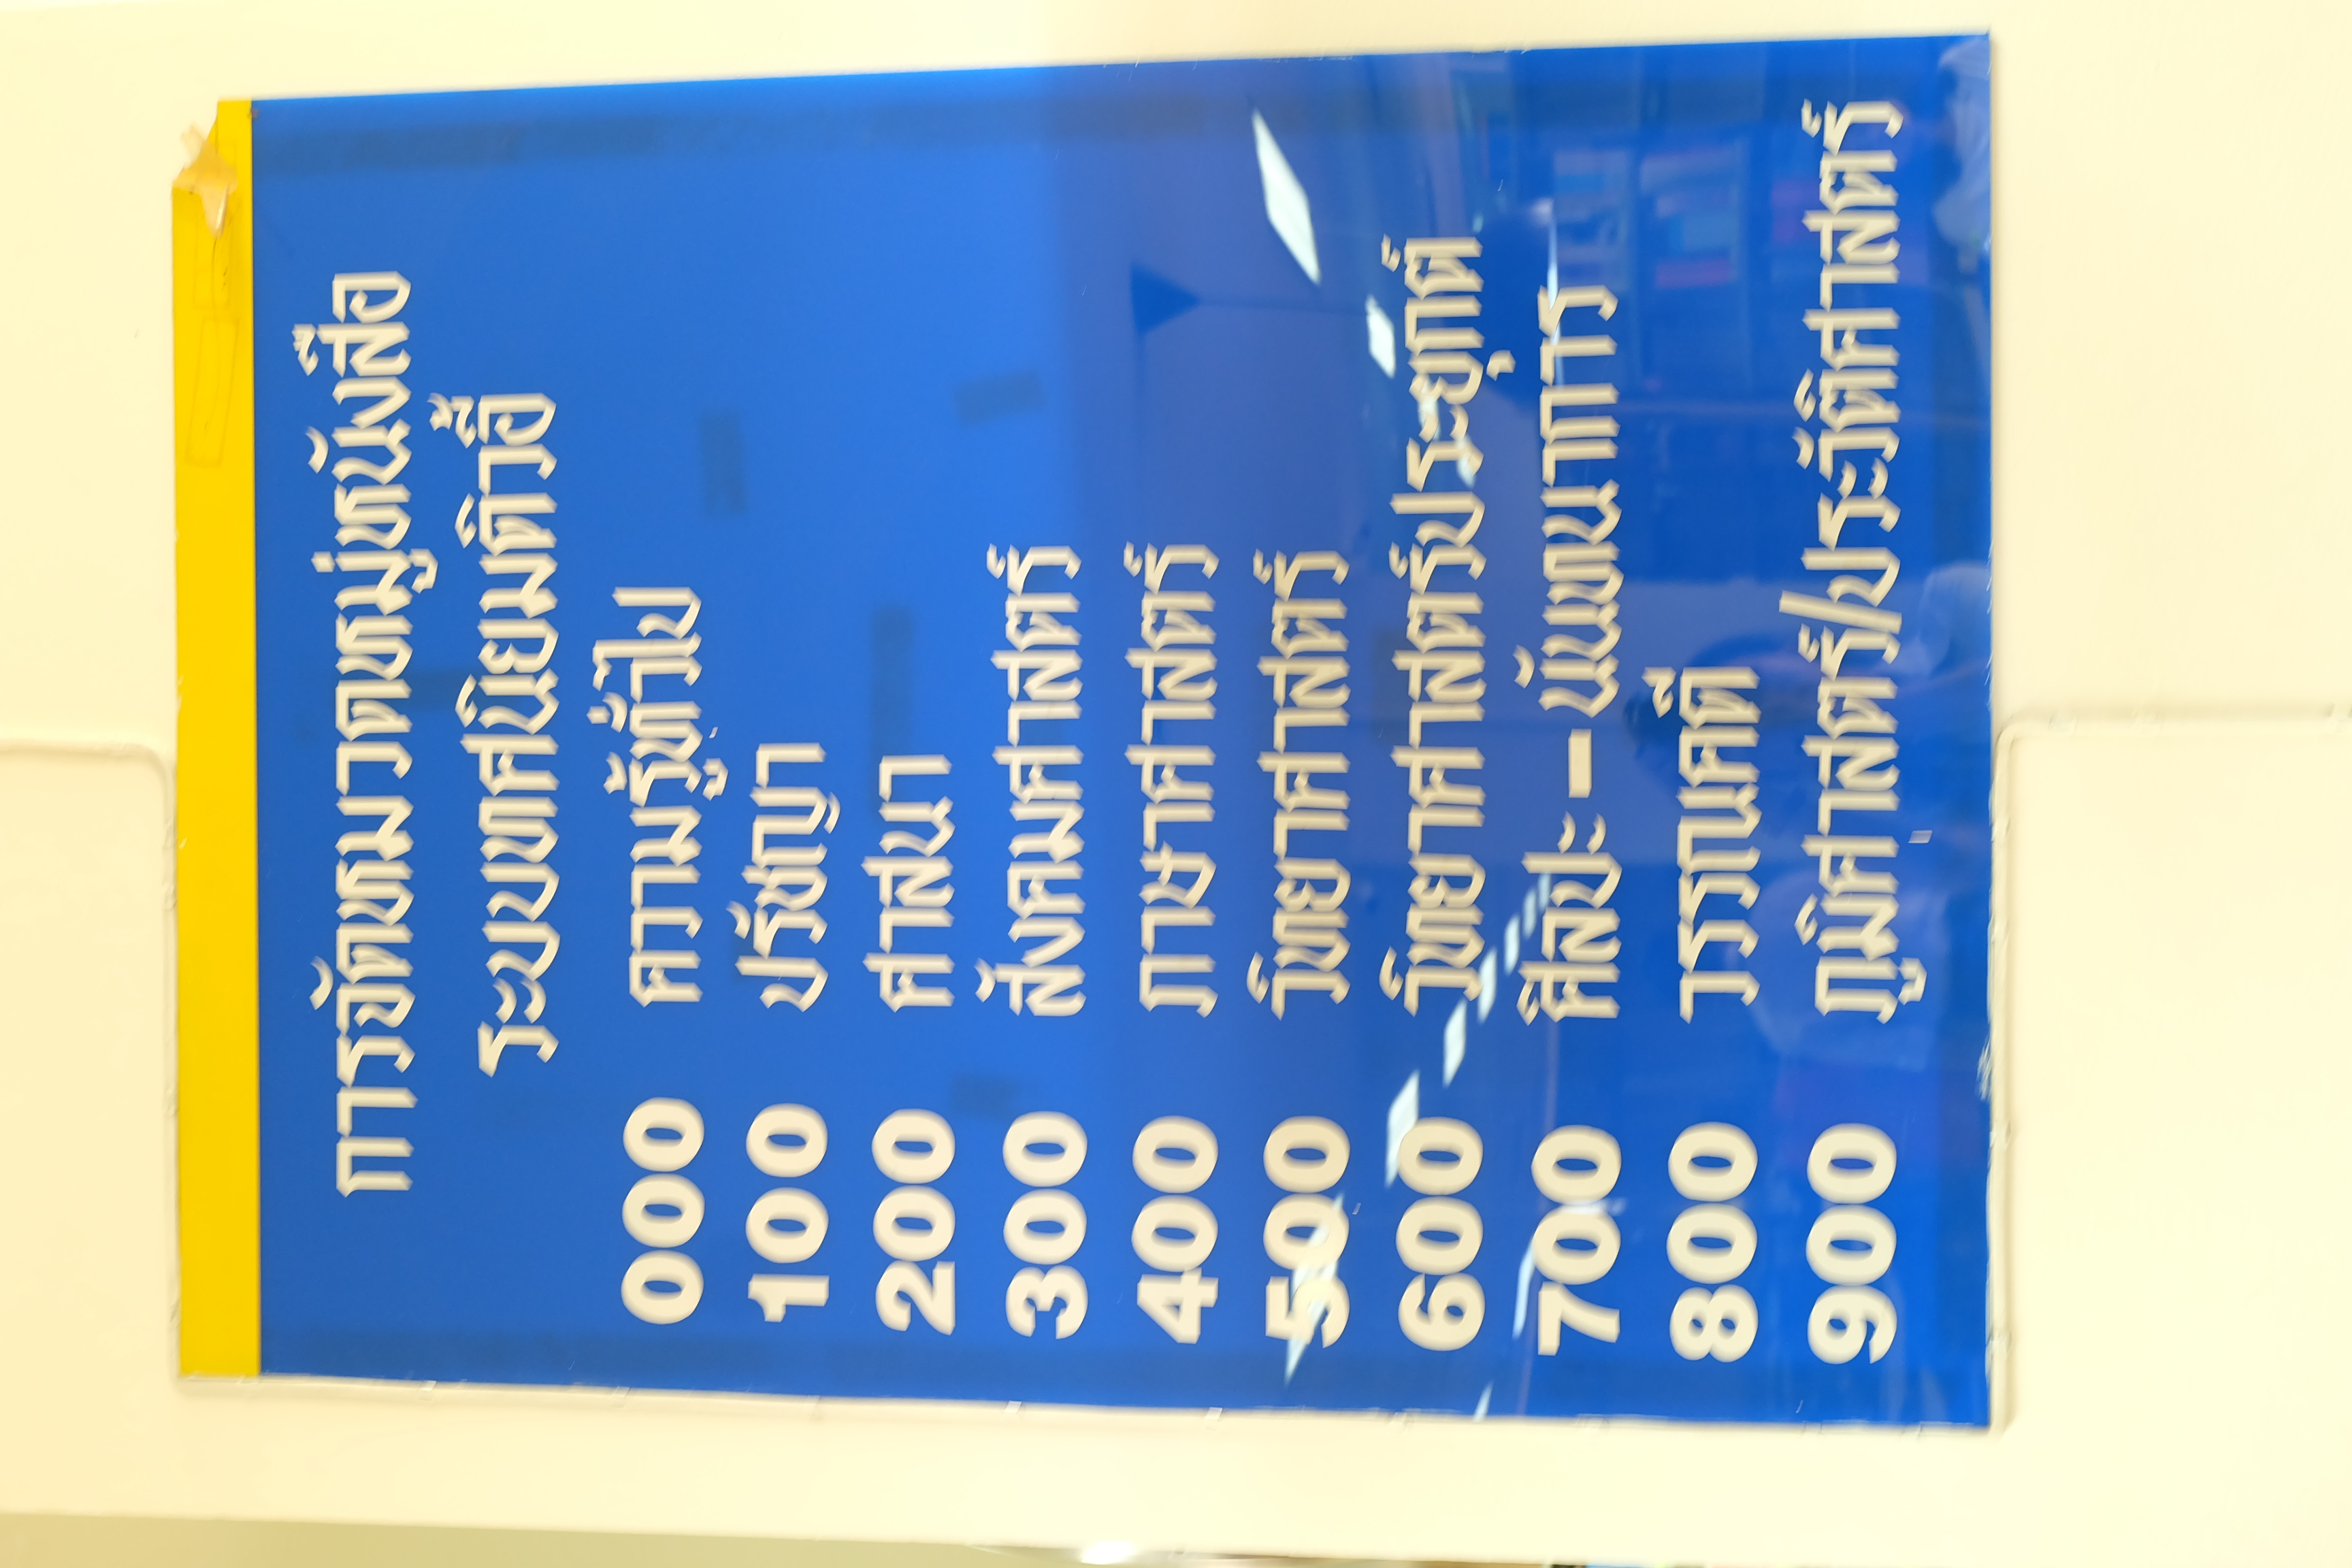 การจัดหมวดหมู่หนังสือ
ระบบทศนิยมดิวอี้
000 ความรู้ทั่วไป
100 ปรัชญา
200 ศาสนา
300 สังคมศาสตร์
400 ภาษาศาสตร์
500 วิทยาศาสตร์
600 วิทยาศาสตร์ประยุกต์
700 ศิลปะ - นันทนาการ
800 วรรณคดี
900 ภูมิศาสตร์/ประวัติศาสตร์